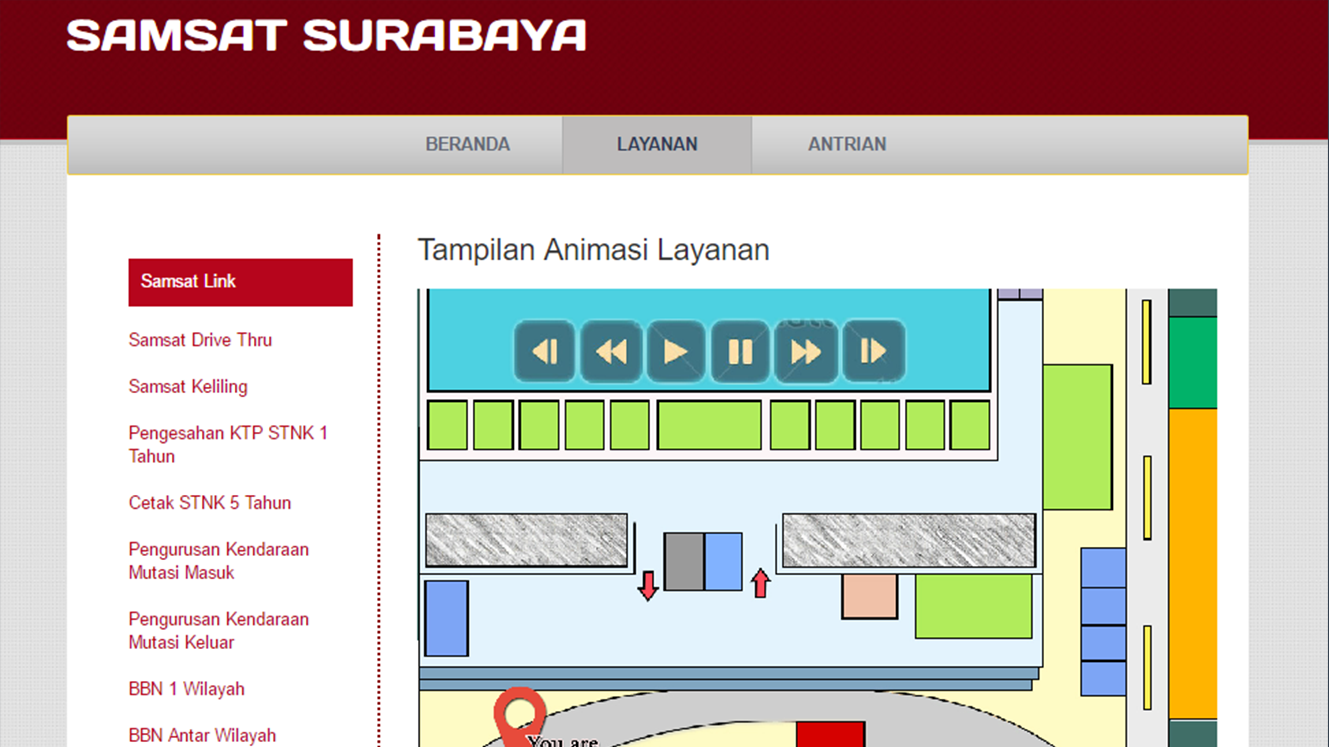 SAMSAT SURABAYA
BERANDA
LAYANAN
ANTRIAN
Samsat Link
Samsat Drive Thru
Samsat Keliling
Pengesahan KTP STNK 1
Tahun
Cetak STNK 5 Tahun
Pengurusan Kendaraan
Mutasi Masuk
Pengurusan Kendaraan
Mutasi Keluar
BBN 1 Wilayah
BBN Antar Wilayah
Tampilan Animasi Layanan
You are